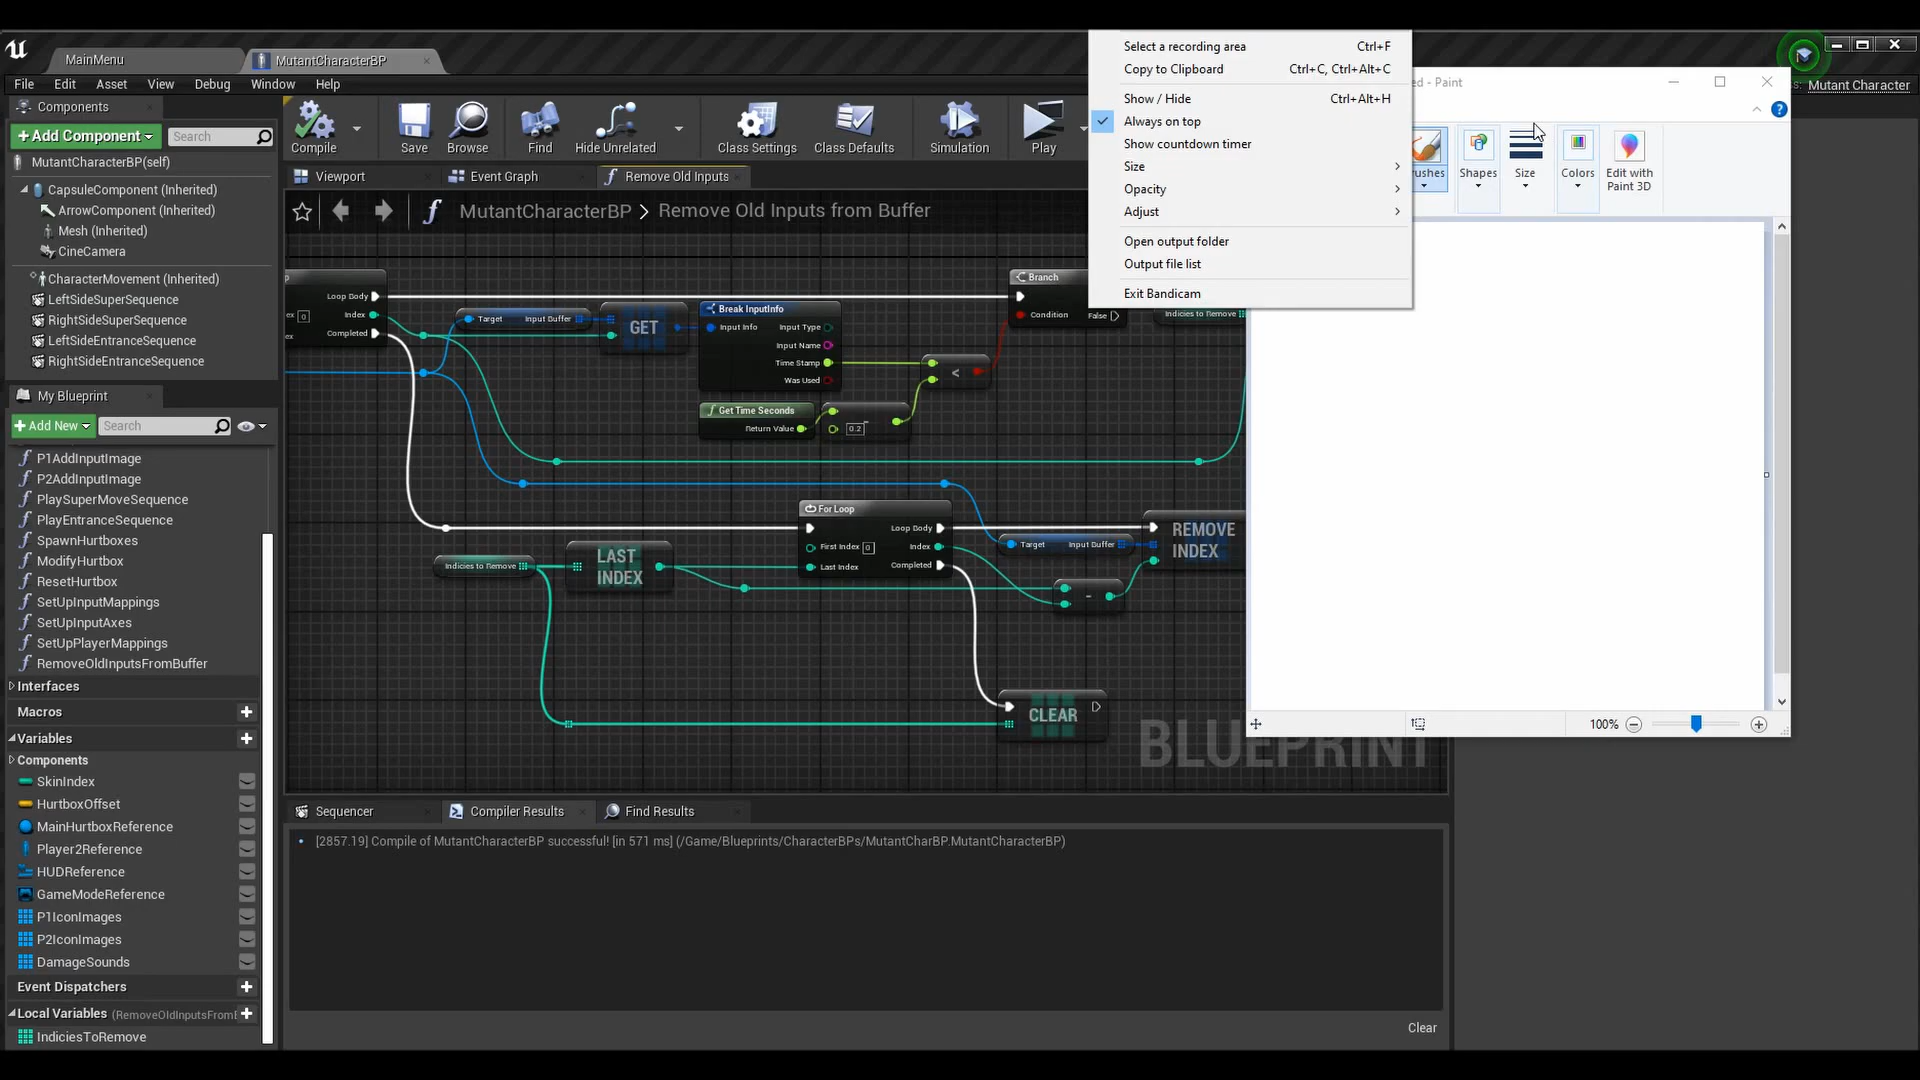 MainMenu
MutantCharacterBP
File Edit Asset View Debug Window Help
Mutant Character
Components
+ Add Component
Search
MutantCharacterBP(self)
CapsuleComponent (Inherited)
ArrowComponent (Inherited)
Mesh (Inherited)
CineCamera
CharacterMovement (Inherited)
LeftSideSuperSequence
RightSideSuperSequence
LeftSideEntranceSequence
RightSideEntranceSequence
My Blueprint
+ Add New
Search
P1AddInputImage
P2AddInputImage
PlaySuperMoveSequence
PlayEntranceSequence
SpawnHurtboxes
ModifyHurtbox
ResetHurtbox
SetUpInputMappings
SetUpInputAxes
SetUpPlayerMappings
RemoveOldInputsFromBuffer
Interfaces
Macros
Variables
Components
SkinIndex
HurtboxOffset
MainHurtboxReference
Player2Reference
HUDReference
GameModeReference
P1IconImages
P2IconImages
DamageSounds
Event Dispatchers
Local Variables (RemoveOldInputsFromB
IndiciesToRemove
Compile
Save
Browse
Find
Hide Unrelated
Class Settings
Class Defaults
Simulation
Play
Viewport
Event Graph
Remove Old Inputs
MutantCharacterBP > Remove Old Inputs from Buffer
Loop Body
Index
Completed
0
Target Input Buffer
GET
Break InputInfo
Input Info
Input Type
Input Name
Time Stamp
Was Used
Get Time Seconds
Return Value
0.2
-
<
Branch
Condition
False
Indicies to Remove
For Loop
First Index 0
Last Index
Loop Body
Index
Completed
Indicies to Remove
LAST
INDEX
Target Input Buffer
-
REMOVE
INDEX
CLEAR
BLUEPRINT
Sequencer
Compiler Results
Find Results
[2857.19] Compile of MutantCharacterBP successful! [in 571 ms] (/Game/Blueprints/CharacterBPs/MutantCharBP.MutantCharacterBP)
Clear
Select a recording area Ctrl+F
Copy to Clipboard Ctrl+C, Ctrl+Alt+C
Show / Hide Ctrl+Alt+H
Always on top
Show countdown timer
Size
Opacity
Adjust
Open output folder
Output file list
Exit Bandicam
ed - Paint
ushes
Shapes
Size
Colors
Edit with
Paint 3D
100%